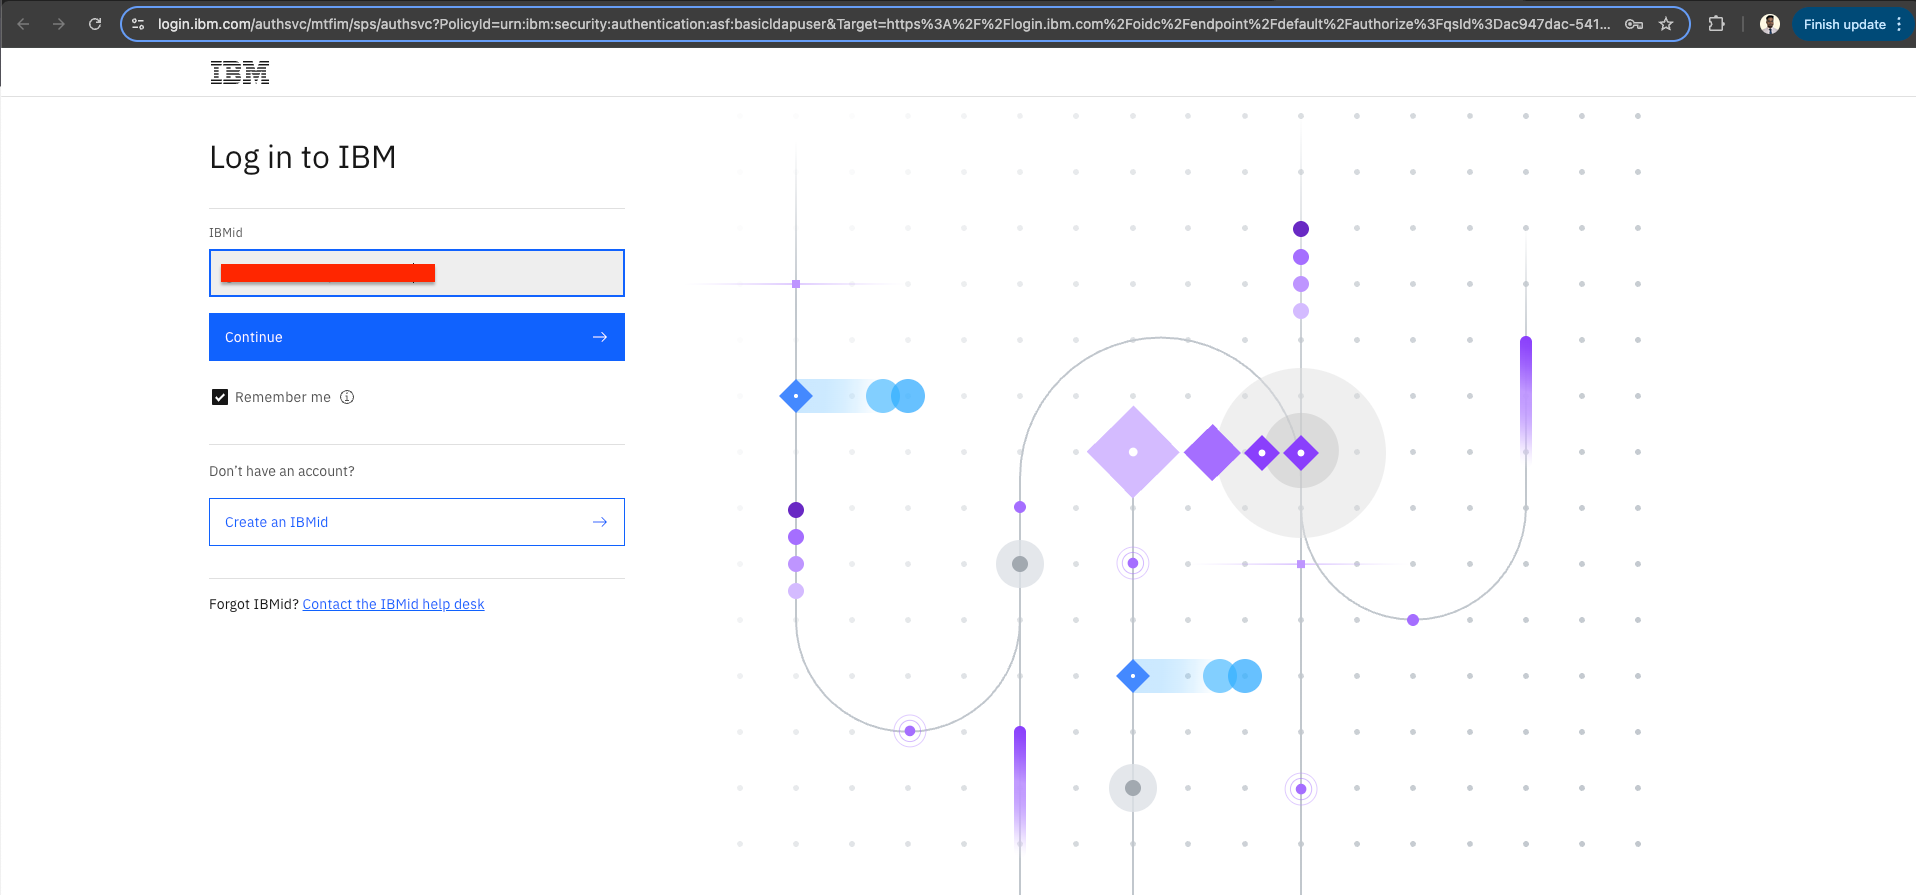 login.ibm.com/authsvc/mtfim/sps/authsvc?PolicyId=urn:ibm:security:authentication:asf:basicldapuser&Target=https%3A%2F%2Flogin.ibm.com%2Foidc%2Fendpoint%2Fdefault%2Fauthorize%3FqsId%3Dac947dac-541...
Finish update
IBM
Log in to IBM
IBMid
Continue
Remember me
Don't have an account?
Create an IBMid
Forgot IBMid? Contact the IBMid help desk